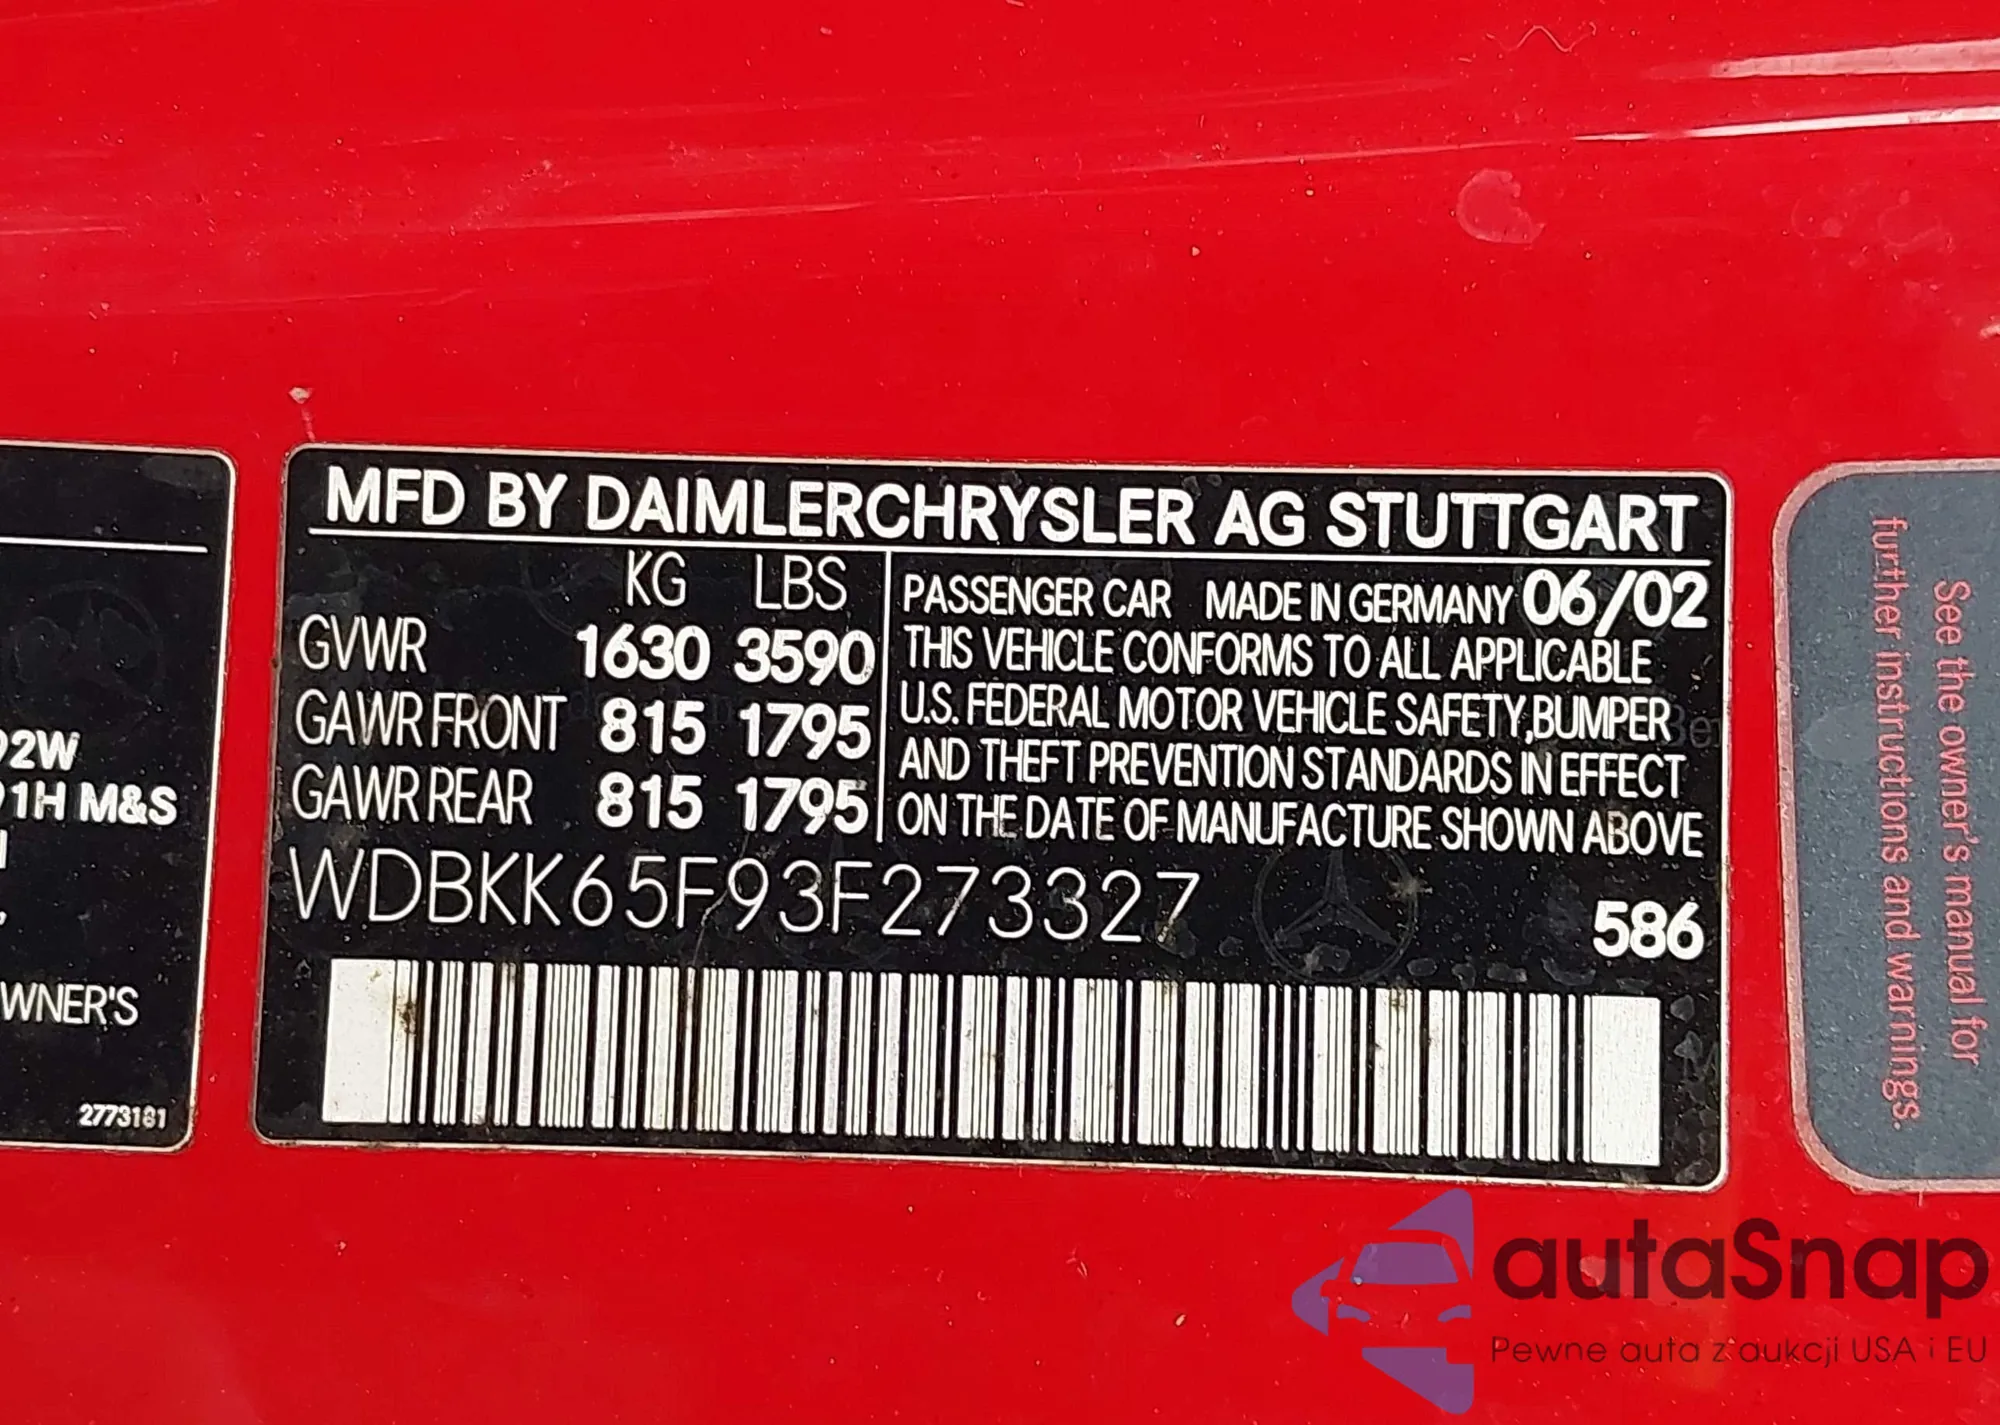 92W
91H M&S
WNER'S
2773181
MFD BY DAIMLERCHRYSLER AG STUTTGART
KG LBS
GVWR 1630 3590
GAWR FRONT 815 1795
GAWR REAR 815 1795
PASSENGER CAR MADE IN GERMANY 06/02
THIS VEHICLE CONFORMS TO ALL APPLICABLE
U.S. FEDERAL MOTOR VEHICLE SAFETY,BUMPER
AND THEFT PREVENTION STANDARDS IN EFFECT
ON THE DATE OF MANUFACTURE SHOWN ABOVE
WDBKK65F93F273327
586
See the owner's manual for
further instructions and warnings.
autaSnap
Pewne auta z aukcji USA i EU